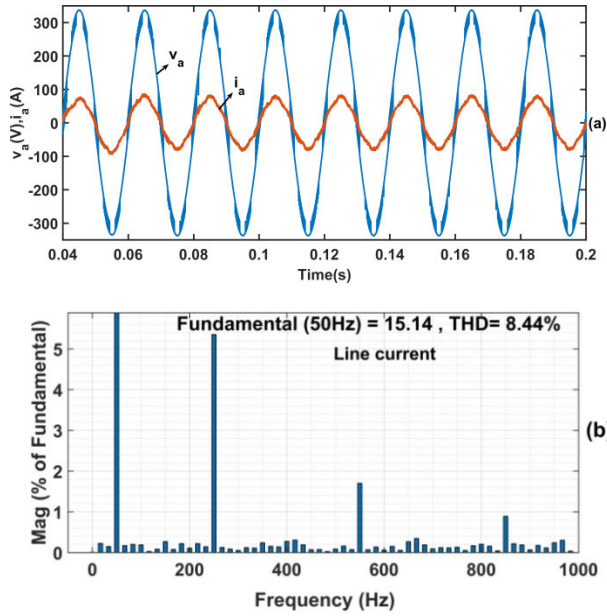 v_a(V),i_a(A)
300
200
100
0
-100
-200
-300
v_a
i_a
(a)
0.04 0.06 0.08 0.1 0.12 0.14 0.16 0.18 0.2
Time(s)
Fundamental (50Hz) = 15.14 , THD= 8.44%
Line current
Mag (% of Fundamental)
5
4
3
2
1
0
(b)
0 200 400 600 800 1000
Frequency (Hz)